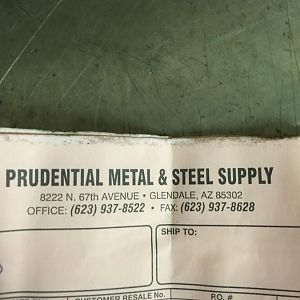 PRUDENTIAL METAL & STEEL SUPPLY
8222 N. 67th AVENUE • GLENDALE, AZ 85302
OFFICE: (623) 937-8522 • FAX: (623) 937-8628
SHIP TO:
CUSTOMER RESALE No.
P.O. #